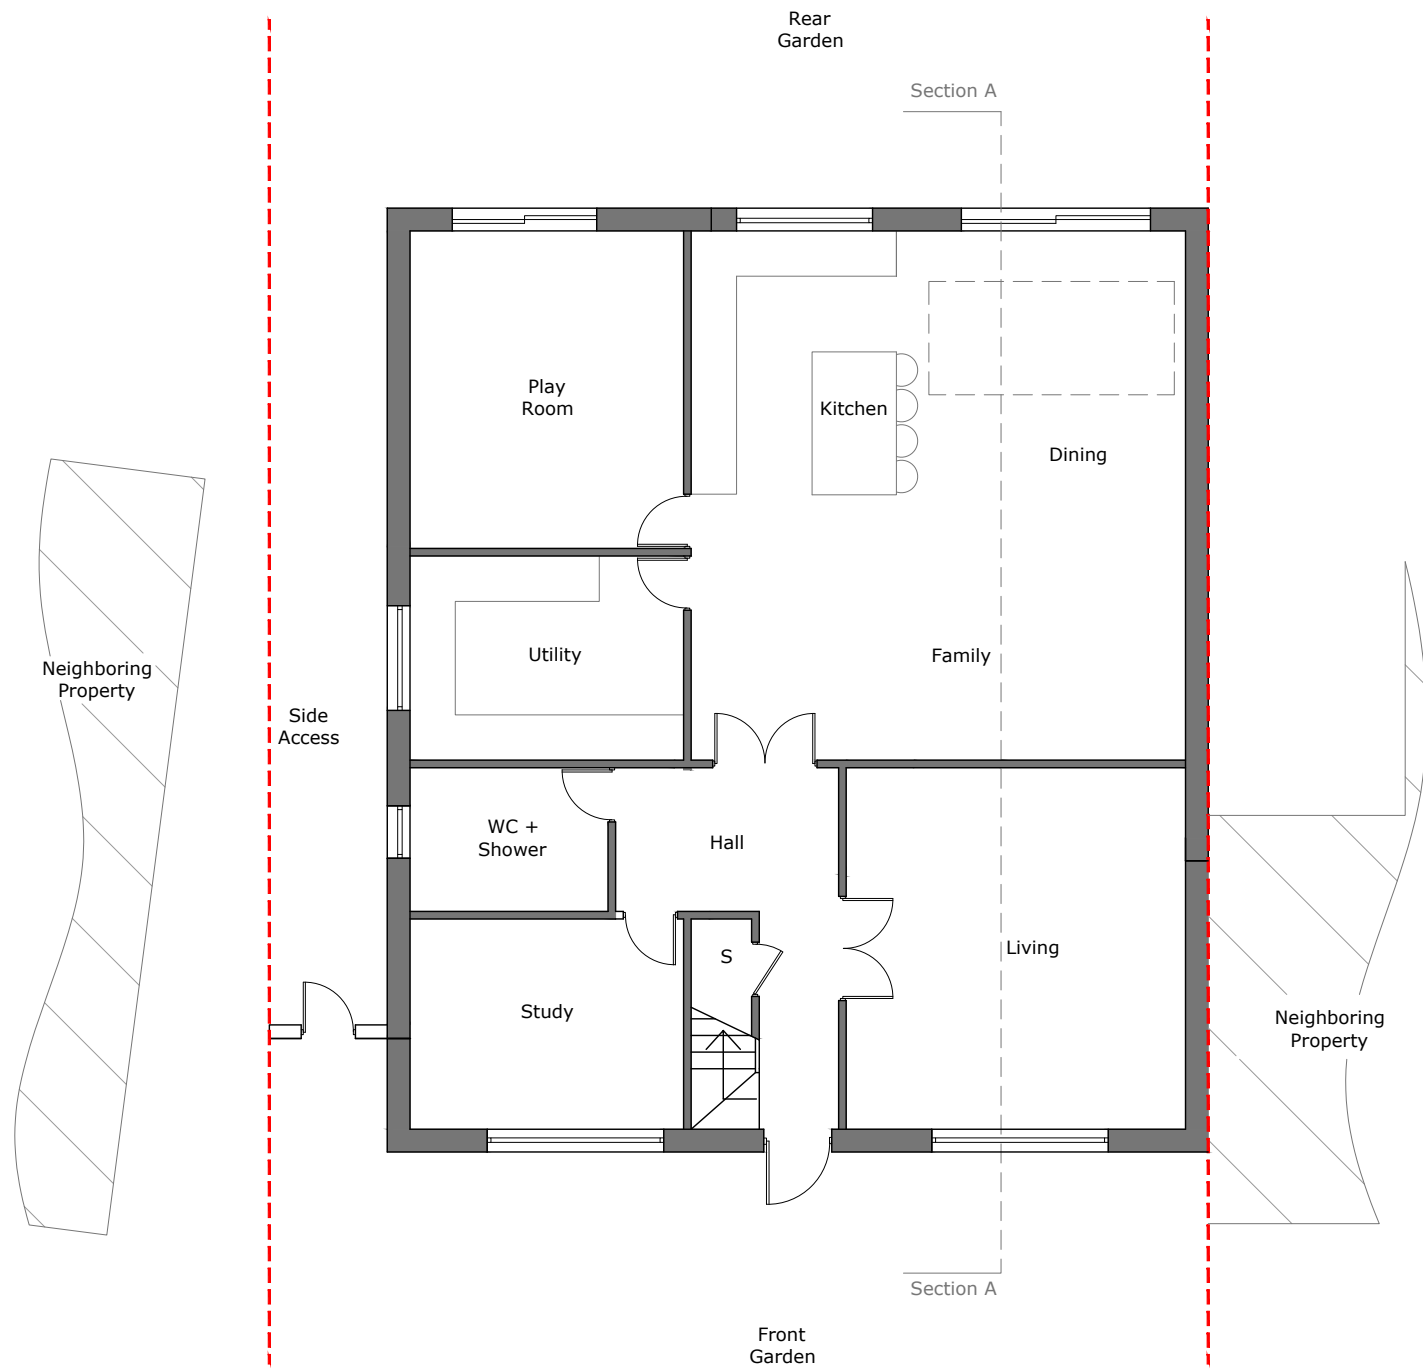 Rear
Garden
Section A
Play
Room
Kitchen
Dining
Neighboring
Property
Utility
Family
Side
Access
WC +
Shower
Hall
S
Living
Study
Neighboring
Property
Section A
Front
Garden